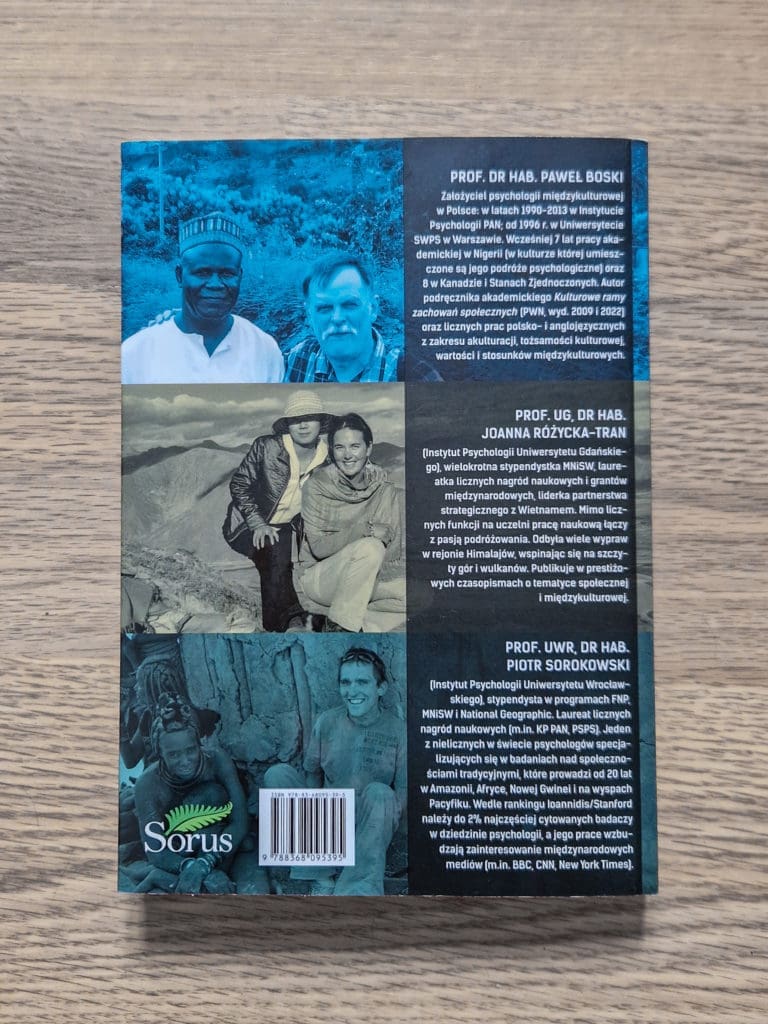 PROF. DR HAB. PAWEŁ BOSKI
Założyciel psychologii międzykulturowej
w Polsce: w latach 1990-2013 w Instytucie
Psychologii PAN; od 1996 r. w Uniwersytecie
SWPS w Warszawie. Wcześniej 7 lat pracy aka-
demickiej w Nigerii (w kulturze której umiesz-
czone są jego podróże psychologiczne) oraz
8 w Kanadzie i Stanach Zjednoczonych. Autor
podręcznika akademickiego Kulturowe ramy
zachowań społecznych (PWN, wyd. 2009 i 2022)
oraz licznych prac polsko- i anglojęzycznych
z zakresu akulturacji, tożsamości kulturowej,
wartości i stosunków międzykulturowych.
PROF. UG, DR HAB.
JOANNA RÓŻYCKA-TRAN
(Instytut Psychologii Uniwersytetu Gdańskie-
go), wielokrotna stypendystka MNiSW, laure-
atka licznych nagród naukowych i grantów
międzynarodowych, liderka partnerstwa
strategicznego z Wietnamem. Mimo licz-
nych funkcji na uczelni pracę naukową łączy
z pasją podróżowania. Odbyła wiele wypraw
w rejonie Himalajów, wspinając się na szczy-
ty gór i wulkanów. Publikuje w prestiżo-
wych czasopismach o tematyce społecznej
i międzykulturowej.
PROF. UWR, DR HAB.
PIOTR SOROKOWSKI
(Instytut Psychologii Uniwersytetu Wrocław-
skiego), stypendysta w programach FNP,
MNiSW i National Geographic. Laureat licznych
nagród naukowych (m.in. KP PAN, PSPS). Jeden
z nielicznych w świecie psychologów specja-
lizujących się w badaniach nad społeczno-
ściami tradycyjnymi, które prowadzi od 20 lat
w Amazonii, Afryce, Nowej Gwinei i na wyspach
Pacyfiku. Wedle rankingu Ioannidis/Stanford
należy do 2% najczęściej cytowanych badaczy
w dziedzinie psychologii, a jego prace wzbu-
dzają zainteresowanie międzynarodowych
mediów (m.in. BBC, CNN, New York Times).
Sorus
ISBN 978-83-68095-39-5
9 788368 095395